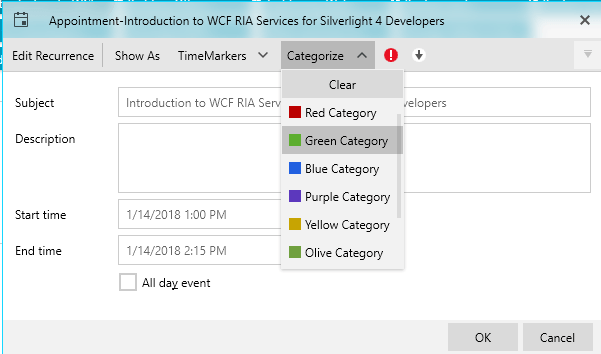 Appointment-Introduction to WCF RIA Services for Silverlight 4 Developers
Edit Recurrence Show As TimeMarkers Categorize
Clear
Subject Introduction to WCF RIA Serv elopers
Red Category
Description Green Category
Blue Category
Purple Category
Start time 1/14/2018 1:00 PM
Yellow Category
End time 1/14/2018 2:15 PM Olive Category
All day event
OK Cancel